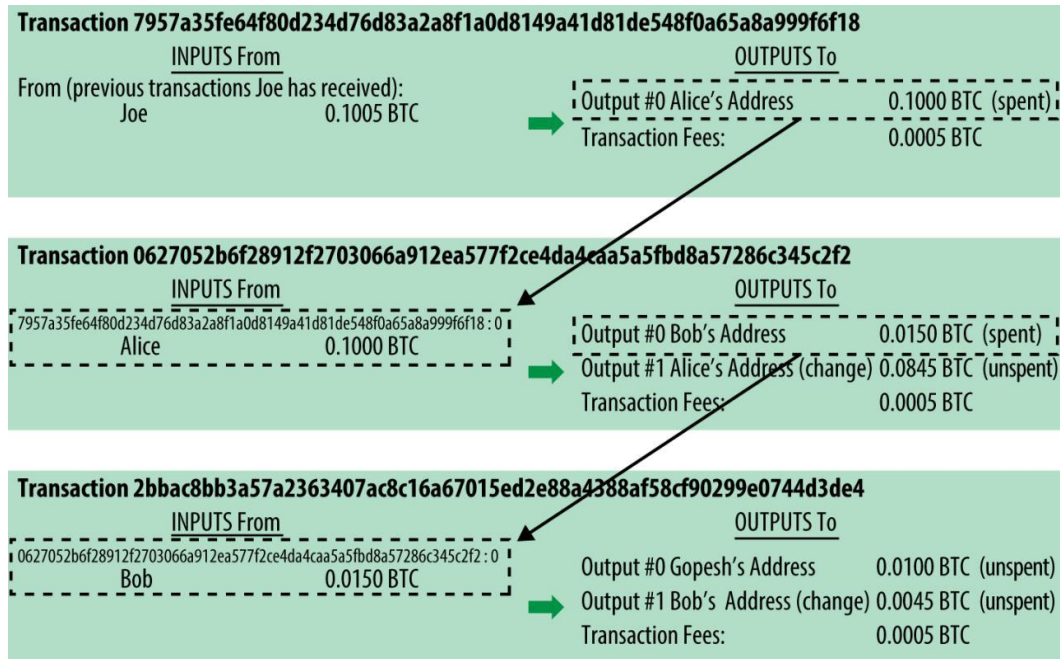 Transaction 7957a35fe64f80d234d76d83a2a8f1a0d8149a41d81de548f0a65a8a999f6f18
INPUTS From
OUTPUTS To
From (previous transactions Joe has received):
Joe 0.1005 BTC
Output #0 Alice's Address 0.1000 BTC (spent)
Transaction Fees: 0.0005 BTC
Transaction 0627052b6f28912f2703066a912ea577f2ce4da4caa5a5fbd8a57286c345c2f2
INPUTS From
OUTPUTS To
7957a35fe64f80d234d76d83a2a8f1a0d8149a41d81de548f0a65a8a999f6f18 : 0
Alice 0.1000 BTC
Output #0 Bob's Address 0.0150 BTC (spent)
Output #1 Alice's Address (change) 0.0845 BTC (unspent)
Transaction Fees: 0.0005 BTC
Transaction 2bbac8bb3a57a2363407ac8c16a67015ed2e88a4388af58cf90299e0744d3de4
INPUTS From
OUTPUTS To
0627052b6f28912f2703066a912ea577f2ce4da4caa5a5fbd8a57286c345c2f2 : 0
Bob 0.0150 BTC
Output #0 Gopesh's Address 0.0100 BTC (unspent)
Output #1 Bob's Address (change) 0.0045 BTC (unspent)
Transaction Fees: 0.0005 BTC